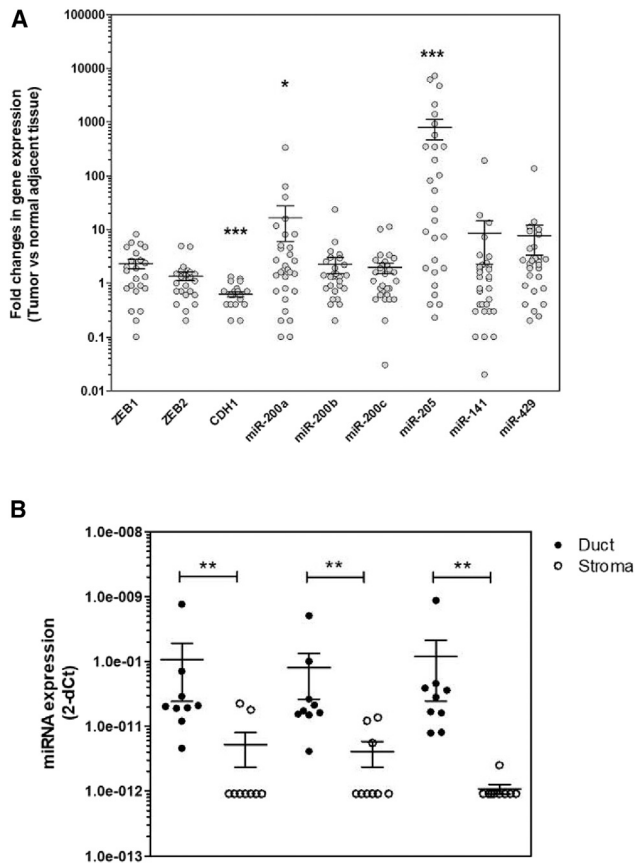 A
Fold changes in gene expression
(Tumor vs normal adjacent tissue)
100000
10000
1000
100
10
1
0.1
0.01
***
*
***
ZEB1
ZEB2
CDH1
miR-200a
miR-200b
miR-200c
miR-205
miR-141
miR-429
B
miRNA expression
(2-dCt)
1.0e-008
1.0e-009
1.0e-01
1.0e-011
1.0e-012
1.0e-013
**
**
**
Duct
Stroma